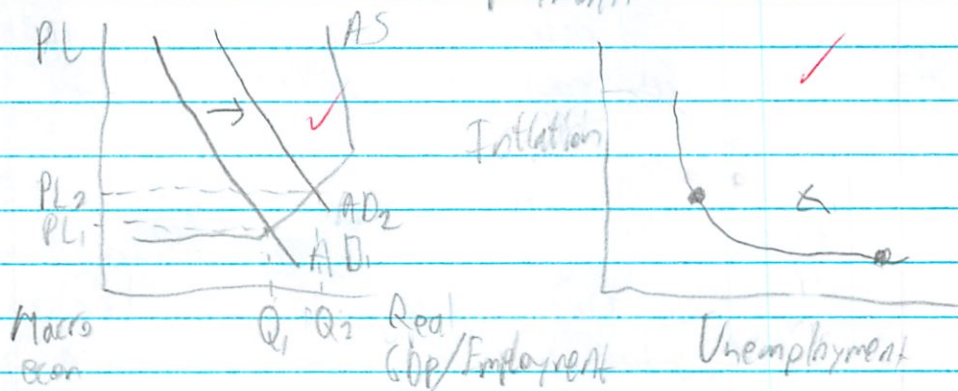 PL
AS
Inflation
PL2
PL1
AD2
AD1
Macro
econ
Q1 Q2 Real
GDP/Employment
Unemployment